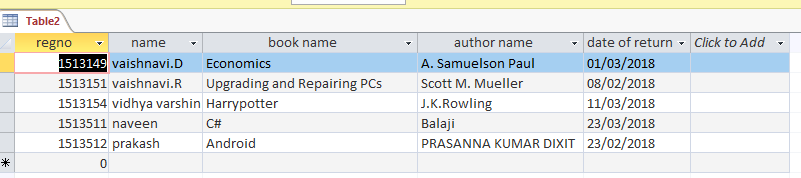 Table2
regno name book name author name date of return Click to Add
1513149 vaishnavi.D Economics A. Samuelson Paul 01/03/2018
1513151 vaishnavi.R Upgrading and Repairing PCs Scott M. Mueller 08/02/2018
1513154 vidhya varshin Harrypotter J.K.Rowling 11/03/2018
1513511 naveen C# Balaji 23/03/2018
1513512 prakash Android PRASANNA KUMAR DIXIT 23/02/2018
* 0